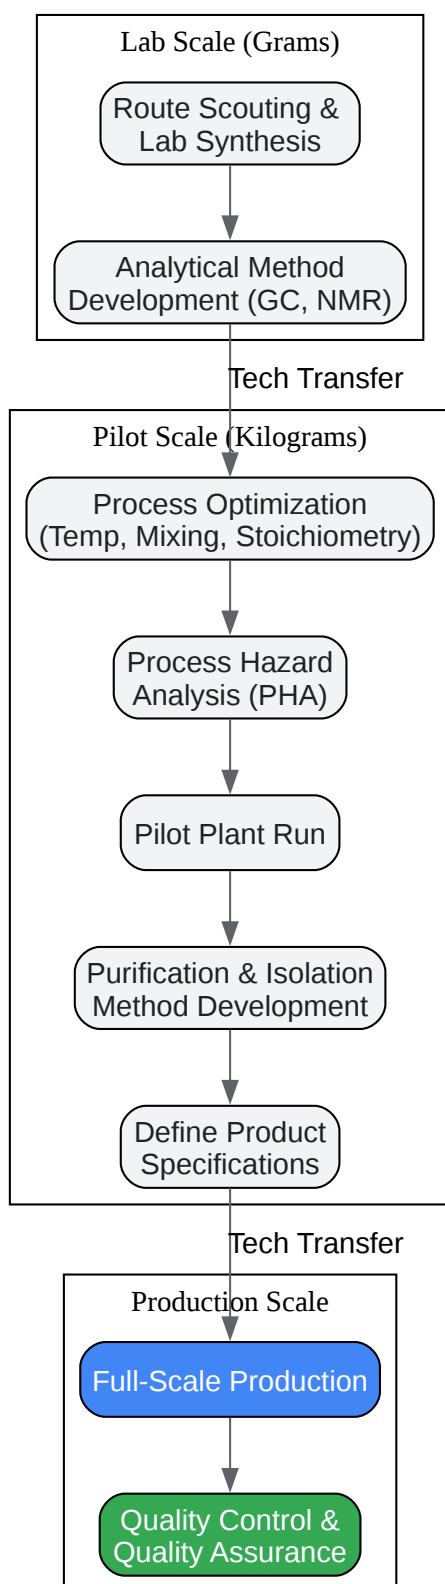 Lab Scale (Grams)
Route Scouting &
Lab Synthesis
Analytical Method
Development (GC, NMR)
Tech Transfer
Pilot Scale (Kilograms)
Process Optimization
(Temp, Mixing, Stoichiometry)
Process Hazard
Analysis (PHA)
Pilot Plant Run
Purification & Isolation
Method Development
Define Product
Specifications
Tech Transfer
Production Scale
Full-Scale Production
Quality Control &
Quality Assurance